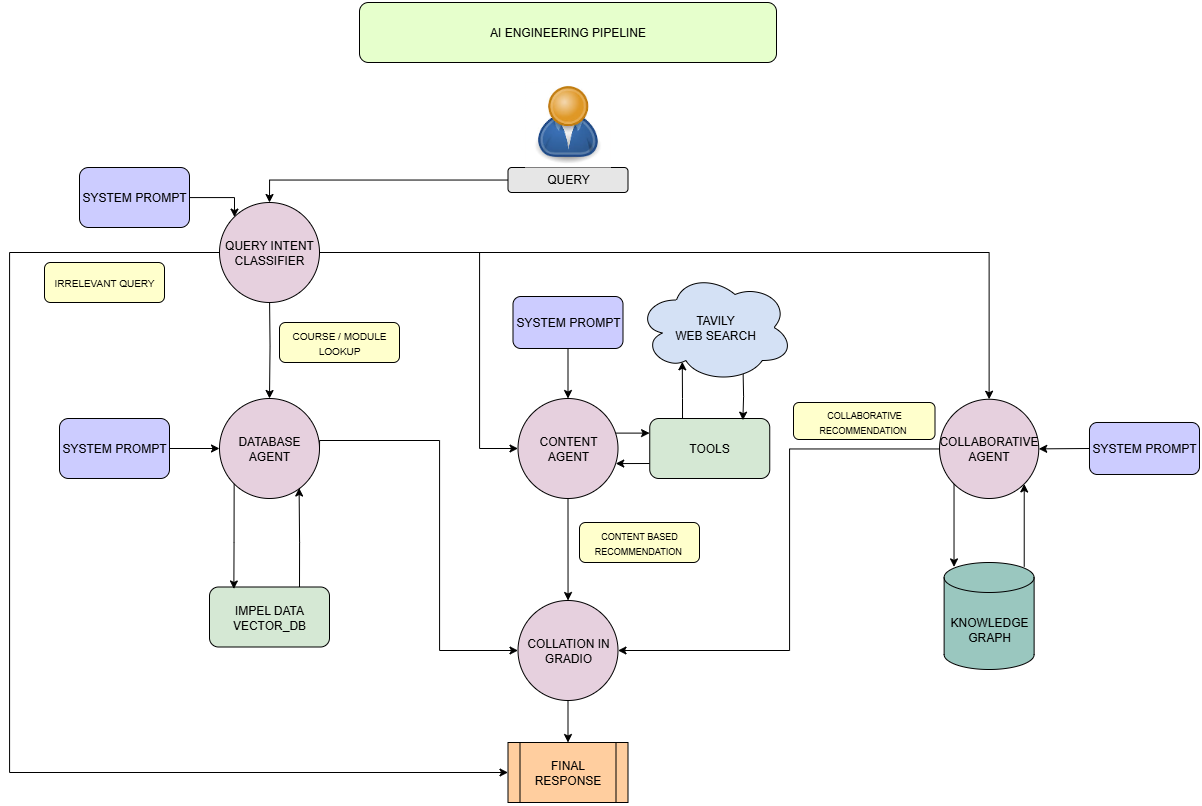 AI ENGINEERING PIPELINE
QUERY
SYSTEM PROMPT
QUERY INTENT
CLASSIFIER
IRRELEVANT QUERY
COURSE / MODULE
LOOKUP
SYSTEM PROMPT
TAVILY
WEB SEARCH
SYSTEM PROMPT
DATABASE
AGENT
CONTENT
AGENT
TOOLS
COLLABORATIVE
RECOMMENDATION
COLLABORATIVE
AGENT
SYSTEM PROMPT
CONTENT BASED
RECOMMENDATION
IMPEL DATA
VECTOR_DB
COLLATION IN
GRADIO
KNOWLEDGE
GRAPH
FINAL
RESPONSE